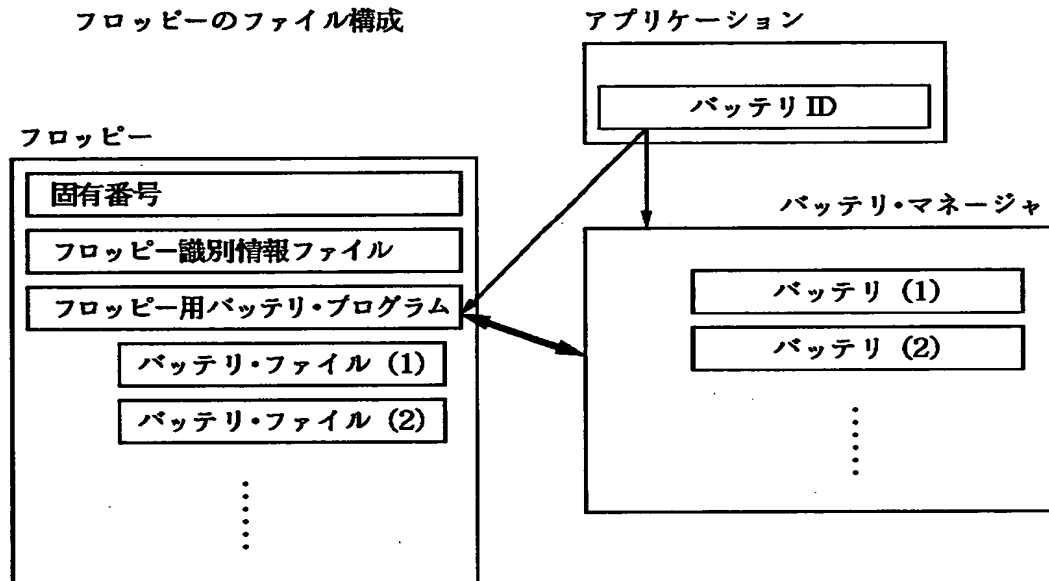 フロッピーのファイル構成
アプリケーション
バッテリID
フロッピー
固有番号
フロッピー識別情報ファイル
フロッピー用バッテリ・プログラム
バッテリ・ファイル (1)
バッテリ・ファイル (2)
バッテリ・マネージャ
バッテリ (1)
バッテリ (2)